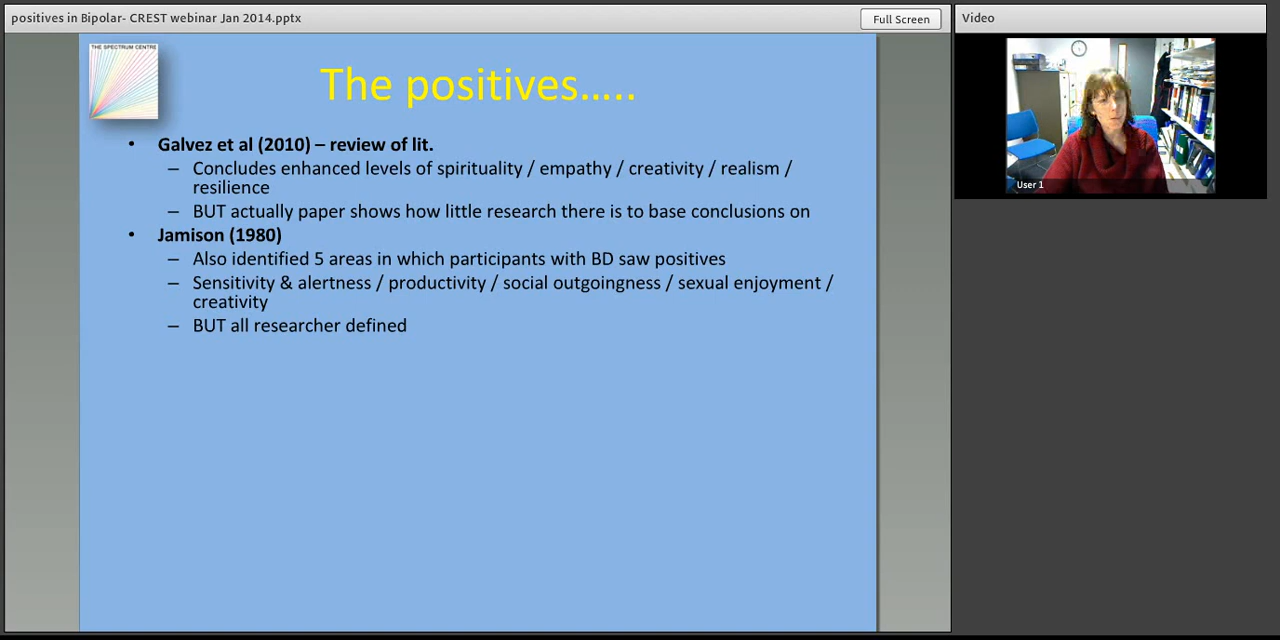 positives in Bipolar- CREST webinar Jan 2014.pptx
Full Screen
Video
THE SPECTRUM CENTRE
The positives.....
• Galvez et al (2010) – review of lit.
– Concludes enhanced levels of spirituality / empathy / creativity / realism /
resilience
– BUT actually paper shows how little research there is to base conclusions on
• Jamison (1980)
– Also identified 5 areas in which participants with BD saw positives
– Sensitivity & alertness / productivity / social outgoingness / sexual enjoyment /
creativity
– BUT all researcher defined
User 1